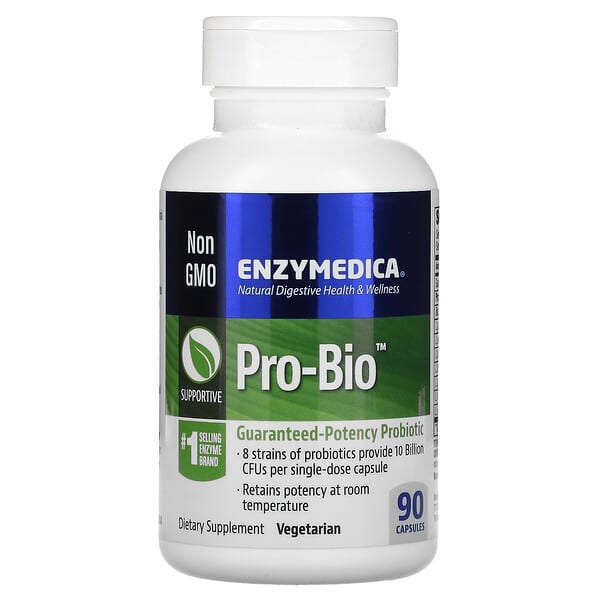 Non
GMO
ENZYMEDICA®
Natural Digestive Health & Wellness
SUPPORTIVE
Pro-Bio™
#1 SELLING
ENZYME
BRAND
Guaranteed-Potency Probiotic
· 8 strains of probiotics provide 10 Billion
CFUs per single-dose capsule
· Retains potency at room
temperature
Dietary Supplement Vegetarian
90
CAPSULES